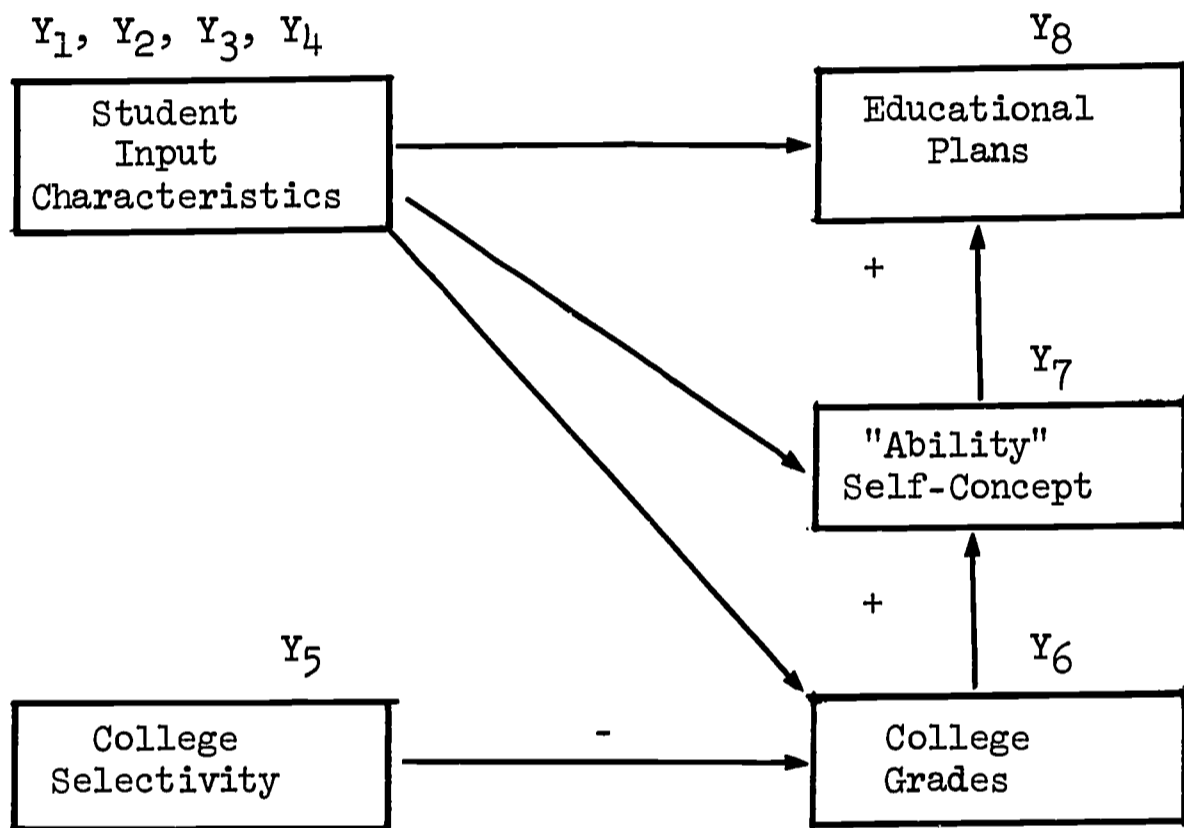 Y1, Y2, Y3, Y4
Student
Input
Characteristics
Y8
Educational
Plans
+
Y7
"Ability"
Self-Concept
+
Y6
College
Grades
Y5
College
Selectivity
-